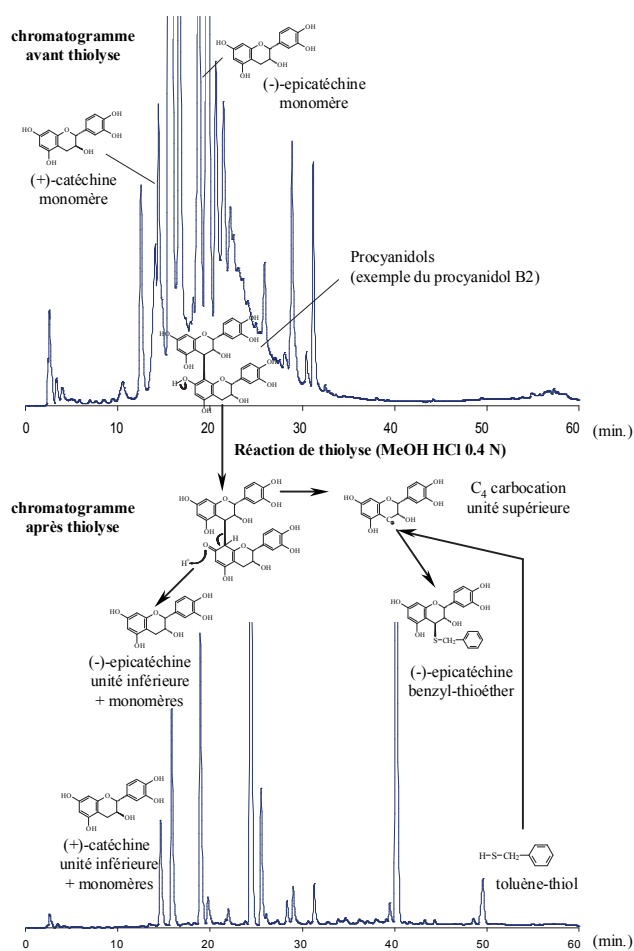 chromatogramme
avant thiolyse
(-)-epicatéchine
monomère
(+)-catéchine
monomère
Procyanidols
(exemple du procyanidol B2)
0 10 20 30 40 50 60 (min.)
Réaction de thiolyse (MeOH HCl 0.4 N)
chromatogramme
après thiolyse
C4 carbocation
unité supérieure
H+
(-)-epicatéchine
unité inférieure
+ monomères
(-)-epicatéchine
benzyl-thioéther
(+)-catéchine
unité inférieure
+ monomères
H-S-CH2
toluène-thiol
0 10 20 30 40 50 60 (min.)